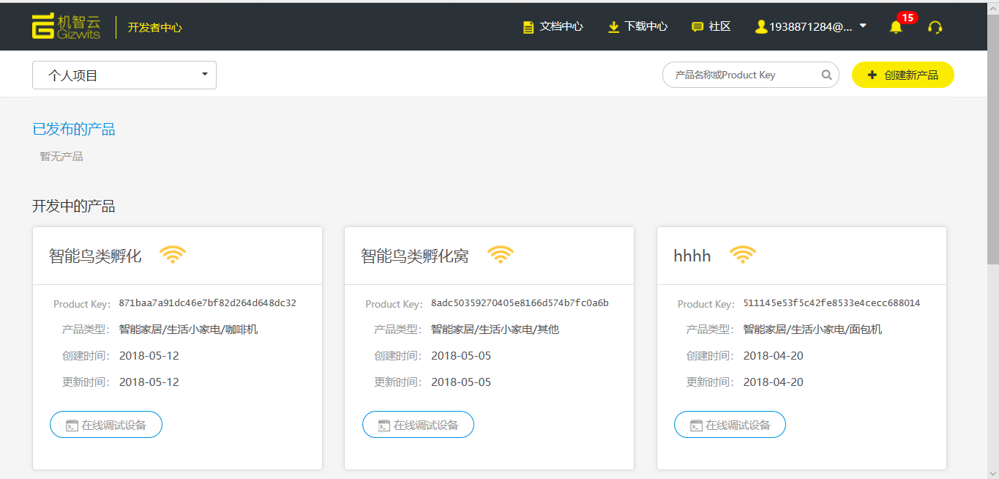 机智云
Gizwits
开发者中心
文档中心
下载中心
社区
1938871284@...
15
个人项目
产品名称或Product Key
创建新产品
已发布的产品
暂无产品
开发中的产品
智能鸟类孵化
Product Key: 871baa7a91dc46e7bf82d264d648dc32
产品类型: 智能家居/生活小家电/咖啡机
创建时间: 2018-05-12
更新时间: 2018-05-12
在线调试设备
智能鸟类孵化窝
Product Key: 8adc50359270405e8166d574b7fc0a6b
产品类型: 智能家居/生活小家电/其他
创建时间: 2018-05-05
更新时间: 2018-05-05
在线调试设备
hhhh
Product Key: 511145e53f5c42fe8533e4cecc688014
产品类型: 智能家居/生活小家电/面包机
创建时间: 2018-04-20
更新时间: 2018-04-20
在线调试设备